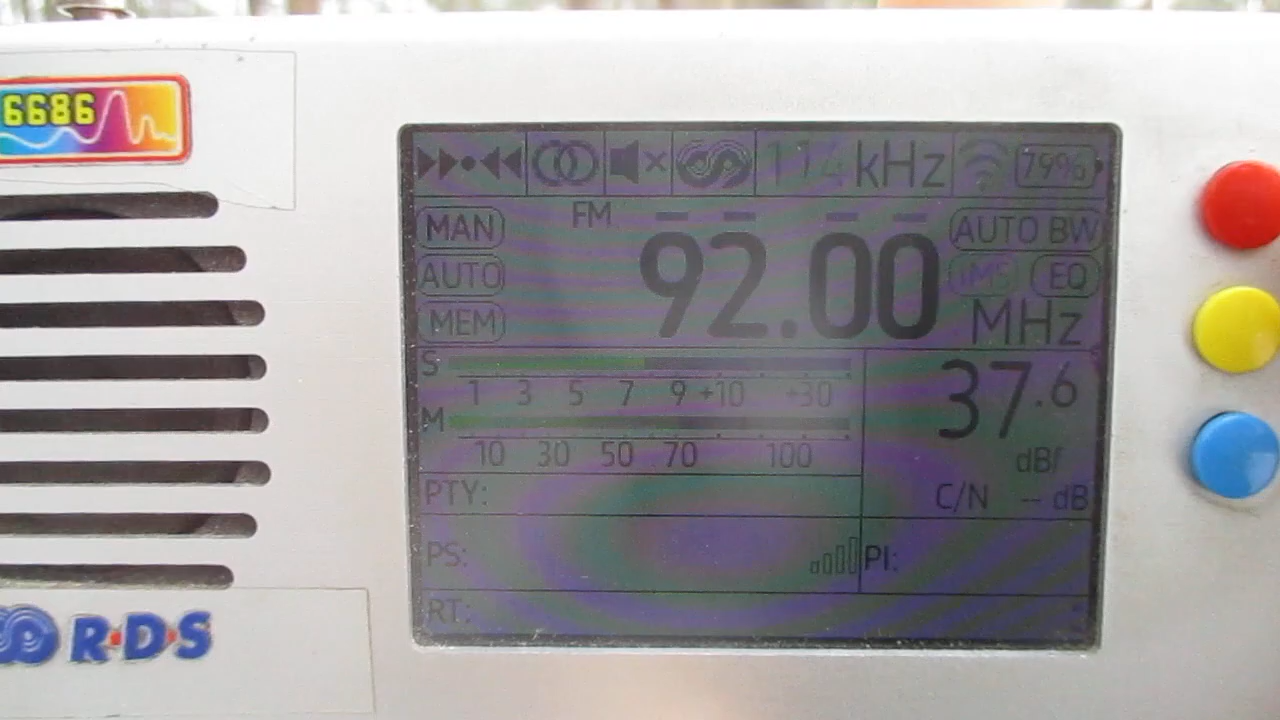 6686
114 kHz 79%
MAN FM AUTO BW
AUTO 92.00 iMS EQ
MEM MHz
S
1 3 5 7 9 +10 +30 37.6
M
10 30 50 70 100 dBf
PTY: C/N -- dB
PS: PI:
RT:
R·D·S